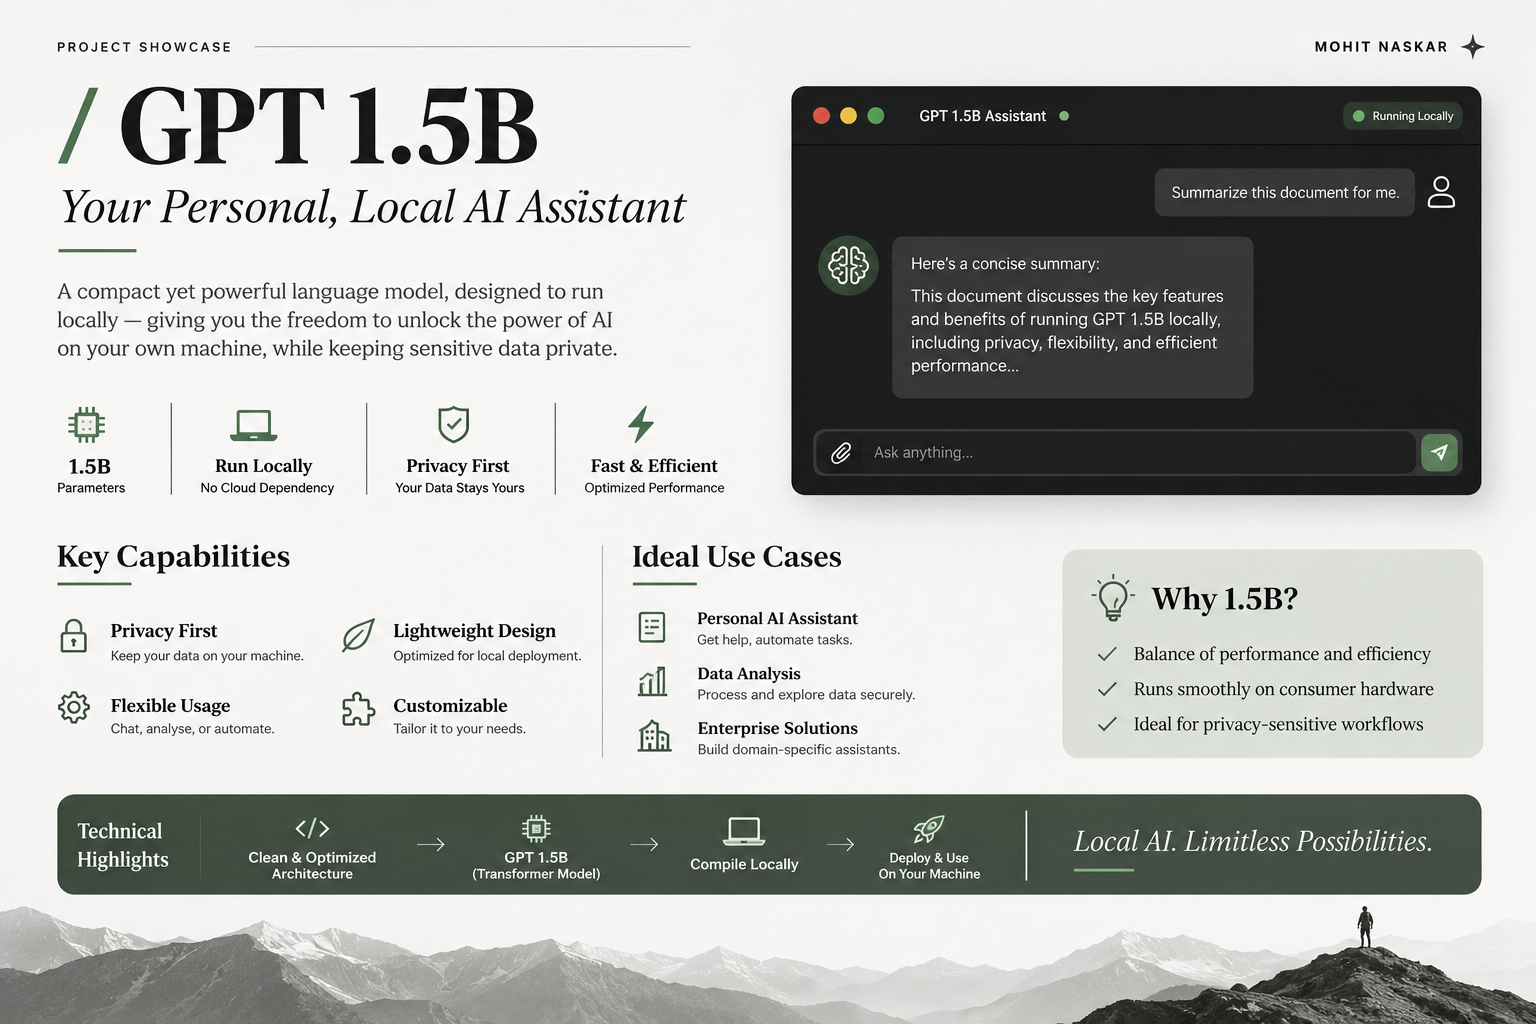 PROJECT SHOWCASE
MOHIT NASKAR
/ GPT 1.5B
Your Personal, Local AI Assistant
A compact yet powerful language model, designed to run
locally — giving you the freedom to unlock the power of AI
on your own machine, while keeping sensitive data private.
1.5B
Parameters
Run Locally
No Cloud Dependency
Privacy First
Your Data Stays Yours
Fast & Efficient
Optimized Performance
GPT 1.5B Assistant
Running Locally
Summarize this document for me.
Here's a concise summary:
This document discusses the key features
and benefits of running GPT 1.5B locally,
including privacy, flexibility, and efficient
performance...
Ask anything...
Key Capabilities
Privacy First
Keep your data on your machine.
Lightweight Design
Optimized for local deployment.
Flexible Usage
Chat, analyse, or automate.
Customizable
Tailor it to your needs.
Ideal Use Cases
Personal AI Assistant
Get help, automate tasks.
Data Analysis
Process and explore data securely.
Enterprise Solutions
Build domain-specific assistants.
Why 1.5B?
Balance of performance and efficiency
Runs smoothly on consumer hardware
Ideal for privacy-sensitive workflows
Technical
Highlights
</>
Clean & Optimized
Architecture
GPT 1.5B
(Transformer Model)
Compile Locally
Deploy & Use
On Your Machine
Local AI. Limitless Possibilities.